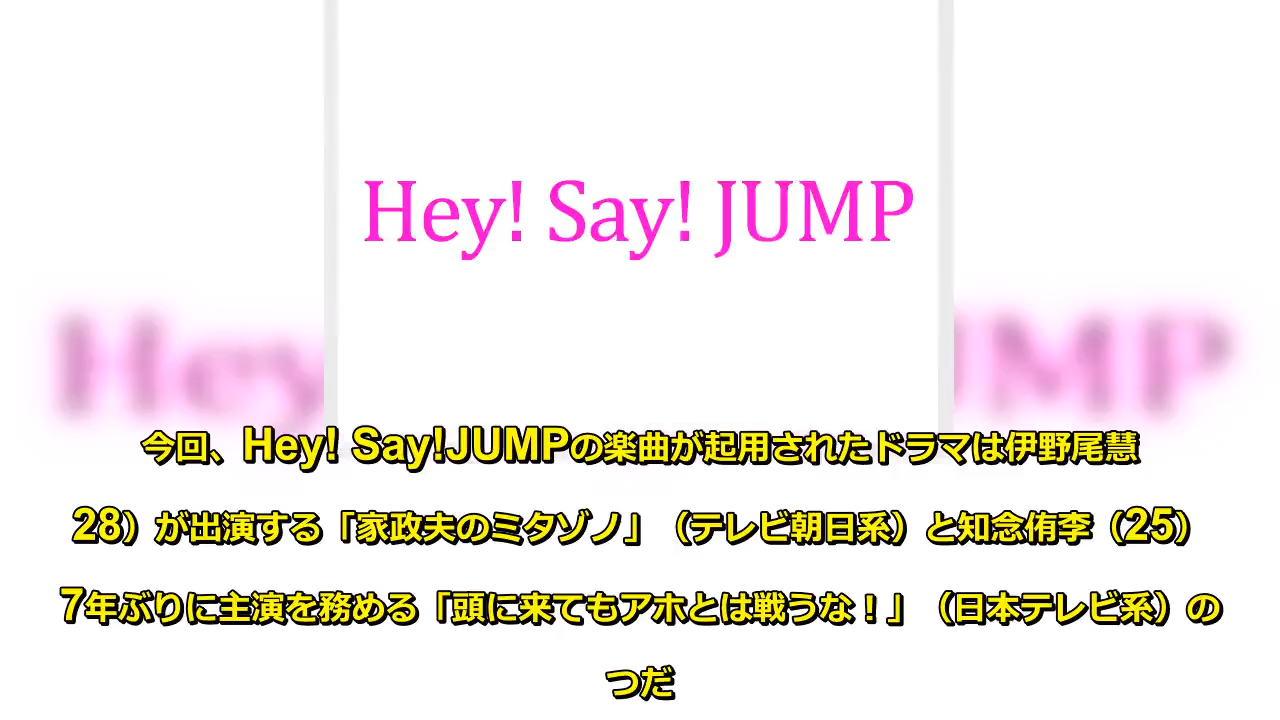 Hey! Say! JUMP
今回、Hey! Say!JUMPの楽曲が起用されたドラマは伊野尾慧
28）が出演する「家政夫のミタゾノ」（テレビ朝日系）と知念侑李（25）
7年ぶりに主演を務める「頭に来てもアホとは戦うな！」（日本テレビ系）の
つだ